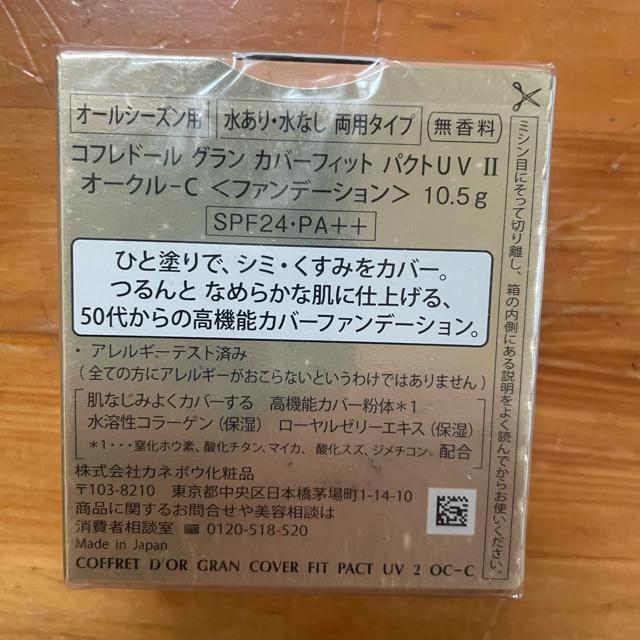 オールシーズン用 水あり・水なし 両用タイプ 無香料
コフレドール グラン カバーフィット パクトUV II
オークル-C <ファンデーション> 10.5g
SPF24・PA++
ひと塗りで、シミ・くすみをカバー。
つるんと なめらかな肌に仕上げる、
50代からの高機能カバーファンデーション。
・アレルギーテスト済み
(全ての方にアレルギーがおこらないというわけではありません)
肌なじみよくカバーする 高機能カバー粉体*1
水溶性コラーゲン(保湿) ローヤルゼリーエキス(保湿)
*1・・・窒化ホウ素、酸化チタン、マイカ、酸化スズ、ジメチコン 配合
株式会社カネボウ化粧品
〒103-8210 東京都中央区日本橋茅場町1-14-10
商品に関するお問合せや美容相談は
消費者相談室 0120-518-520
Made in Japan
COFFRET D'OR GRAN COVER FIT PACT UV 2 OC-C
ミシン目にそって切り離し、箱の内側にある説明をよく読んでからお使いください。